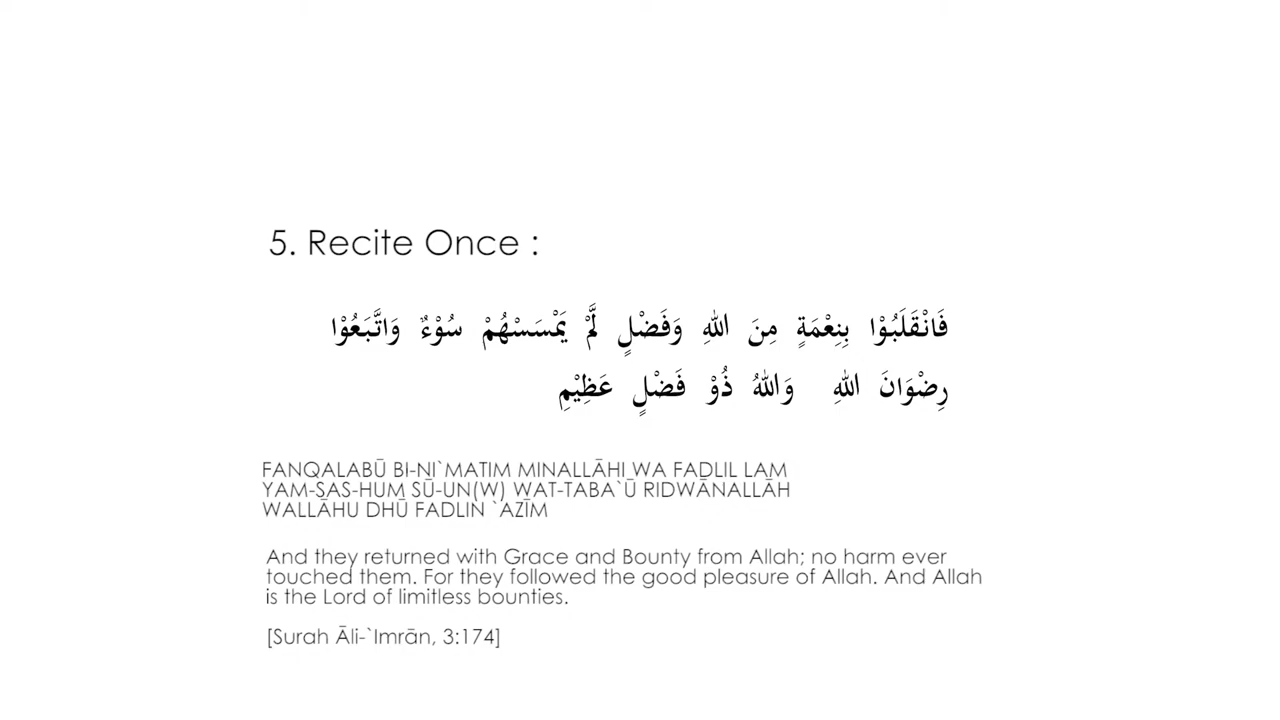 5. Recite Once :
فَانْقَلَبُوْا بِنِعْمَةٍ مِنَ اللهِ وَفَضْلٍ لَّمْ يَمْسَسْهُمْ سُوْءٌ وَاتَّبَعُوْا
رِضْوَانَ اللهِ وَاللهُ ذُوْ فَضْلٍ عَظِيْمِ
FANQALABŪ BI-NI`MATIM MINALLĀHI WA FADLIL LAM
YAM-SAS-HUM SŪ-UN(W) WAT-TABA`Ū RIDWĀNALLĀH
WALLĀHU DHŪ FADLIN `AZĪM
And they returned with Grace and Bounty from Allah; no harm ever
touched them. For they followed the good pleasure of Allah. And Allah
is the Lord of limitless bounties.
[Surah Āli-`Imrān, 3:174]